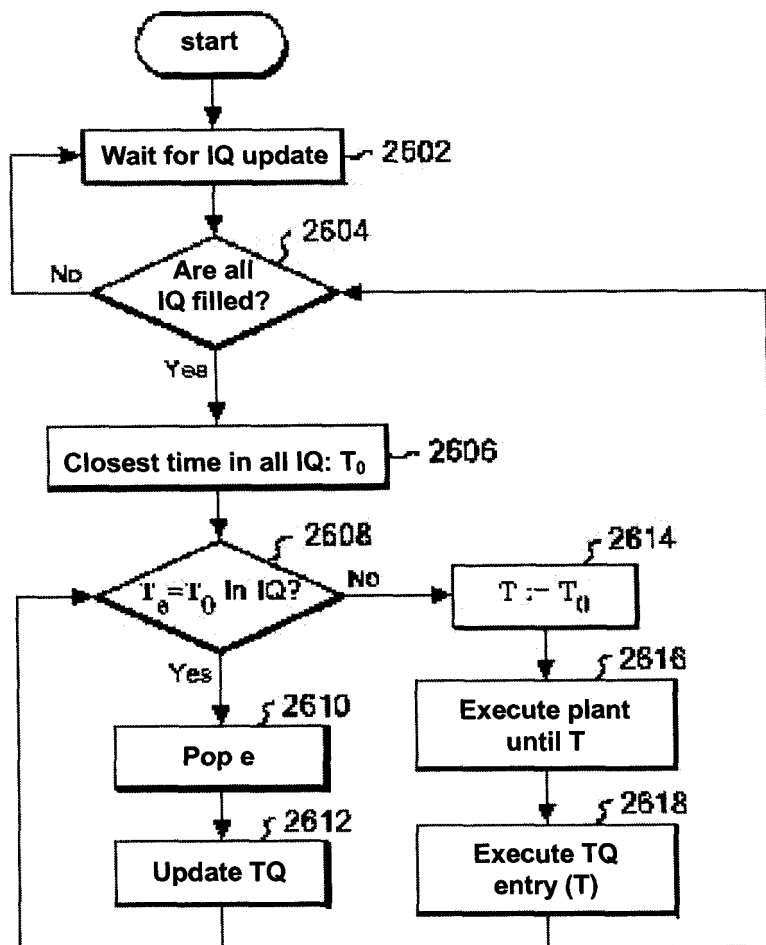 start
Wait for IQ update
2602
2604
Are all
IQ filled?
No
Yes
Closest time in all IQ: T₀
2606
2608
Tₑ=T₀ In IQ?
No
2614
T := T₀
Yes
2610
Pop e
2616
Execute plant
until T
2612
Update TQ
2618
Execute TQ
entry (T)